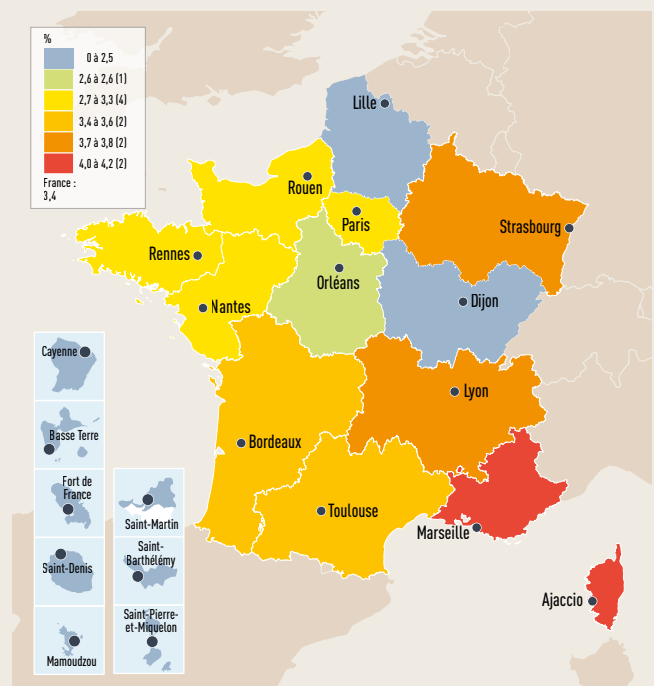 %
0 à 2,5
2,6 à 2,6 (1)
2,7 à 3,3 (4)
3,4 à 3,6 (2)
3,7 à 3,8 (2)
4,0 à 4,2 (2)
France :
3,4
Lille
Rouen
Paris
Strasbourg
Rennes
Orléans
Nantes
Dijon
Lyon
Bordeaux
Toulouse
Marseille
Ajaccio
Cayenne
Basse Terre
Fort de
France
Saint-Martin
Saint-Denis
Saint-
Barthélémy
Mamoudzou
Saint-Pierre-
et-Miquelon